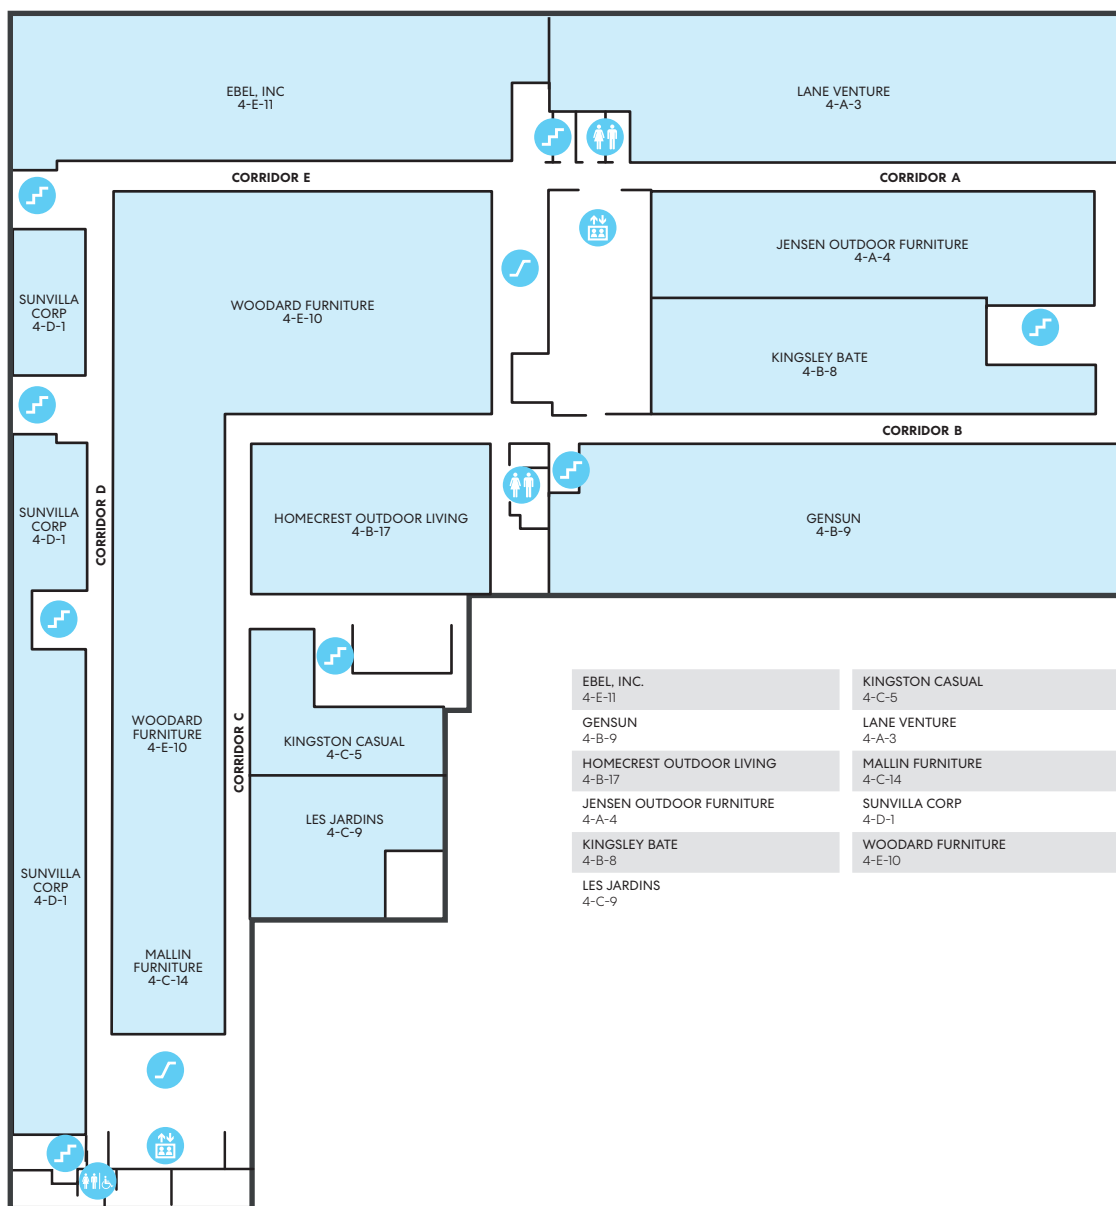 EBEL, INC
4-E-11
LANE VENTURE
4-A-3
CORRIDOR E
CORRIDOR A
JENSEN OUTDOOR FURNITURE
4-A-4
SUNVILLA
CORP
4-D-1
WOODARD FURNITURE
4-E-10
KINGSLEY BATE
4-B-8
CORRIDOR B
SUNVILLA
CORP
4-D-1
CORRIDOR D
HOMECREST OUTDOOR LIVING
4-B-17
GENSUN
4-B-9
WOODARD
FURNITURE
4-E-10
CORRIDOR C
KINGSTON CASUAL
4-C-5
LES JARDINS
4-C-9
SUNVILLA
CORP
4-D-1
MALLIN
FURNITURE
4-C-14
EBEL, INC.
4-E-11
GENSUN
4-B-9
HOMECREST OUTDOOR LIVING
4-B-17
JENSEN OUTDOOR FURNITURE
4-A-4
KINGSLEY BATE
4-B-8
LES JARDINS
4-C-9
KINGSTON CASUAL
4-C-5
LANE VENTURE
4-A-3
MALLIN FURNITURE
4-C-14
SUNVILLA CORP
4-D-1
WOODARD FURNITURE
4-E-10